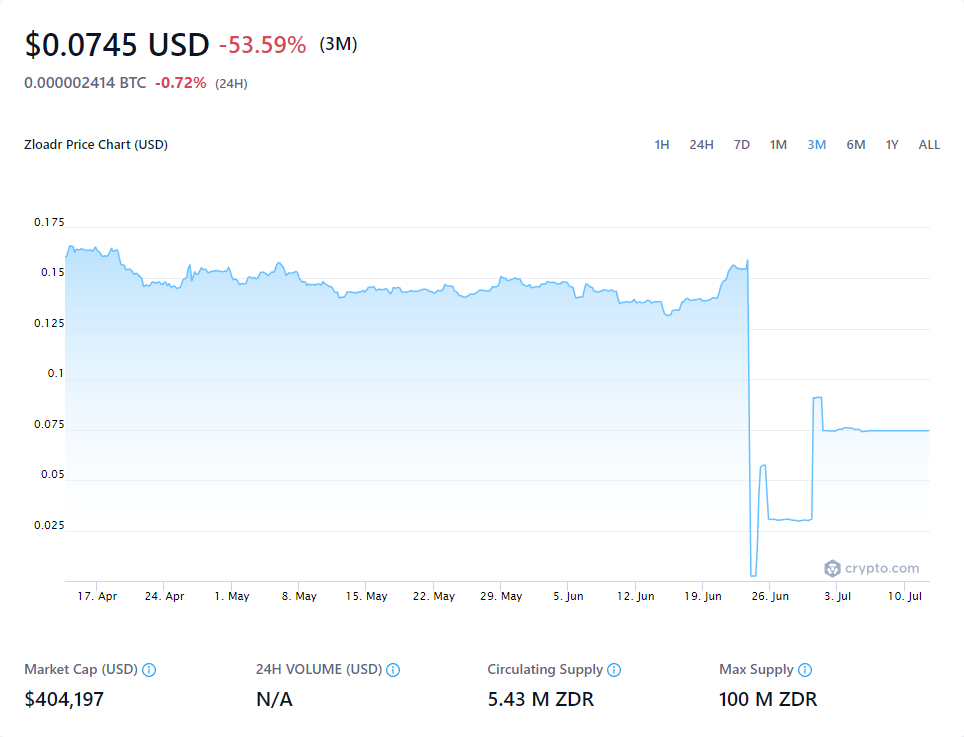 $0.0745 USD -53.59% (3M)
0.000002414 BTC -0.72% (24H)
Zloadr Price Chart (USD)
1H 24H 7D 1M 3M 6M 1Y ALL
0.175
0.15
0.125
0.1
0.075
0.05
0.025
crypto.com
17. Apr 24. Apr 1. May 8. May 15. May 22. May 29. May 5. Jun 12. Jun 19. Jun 26. Jun 3. Jul 10. Jul
Market Cap (USD) 24H VOLUME (USD) Circulating Supply Max Supply
$404,197 N/A 5.43 M ZDR 100 M ZDR